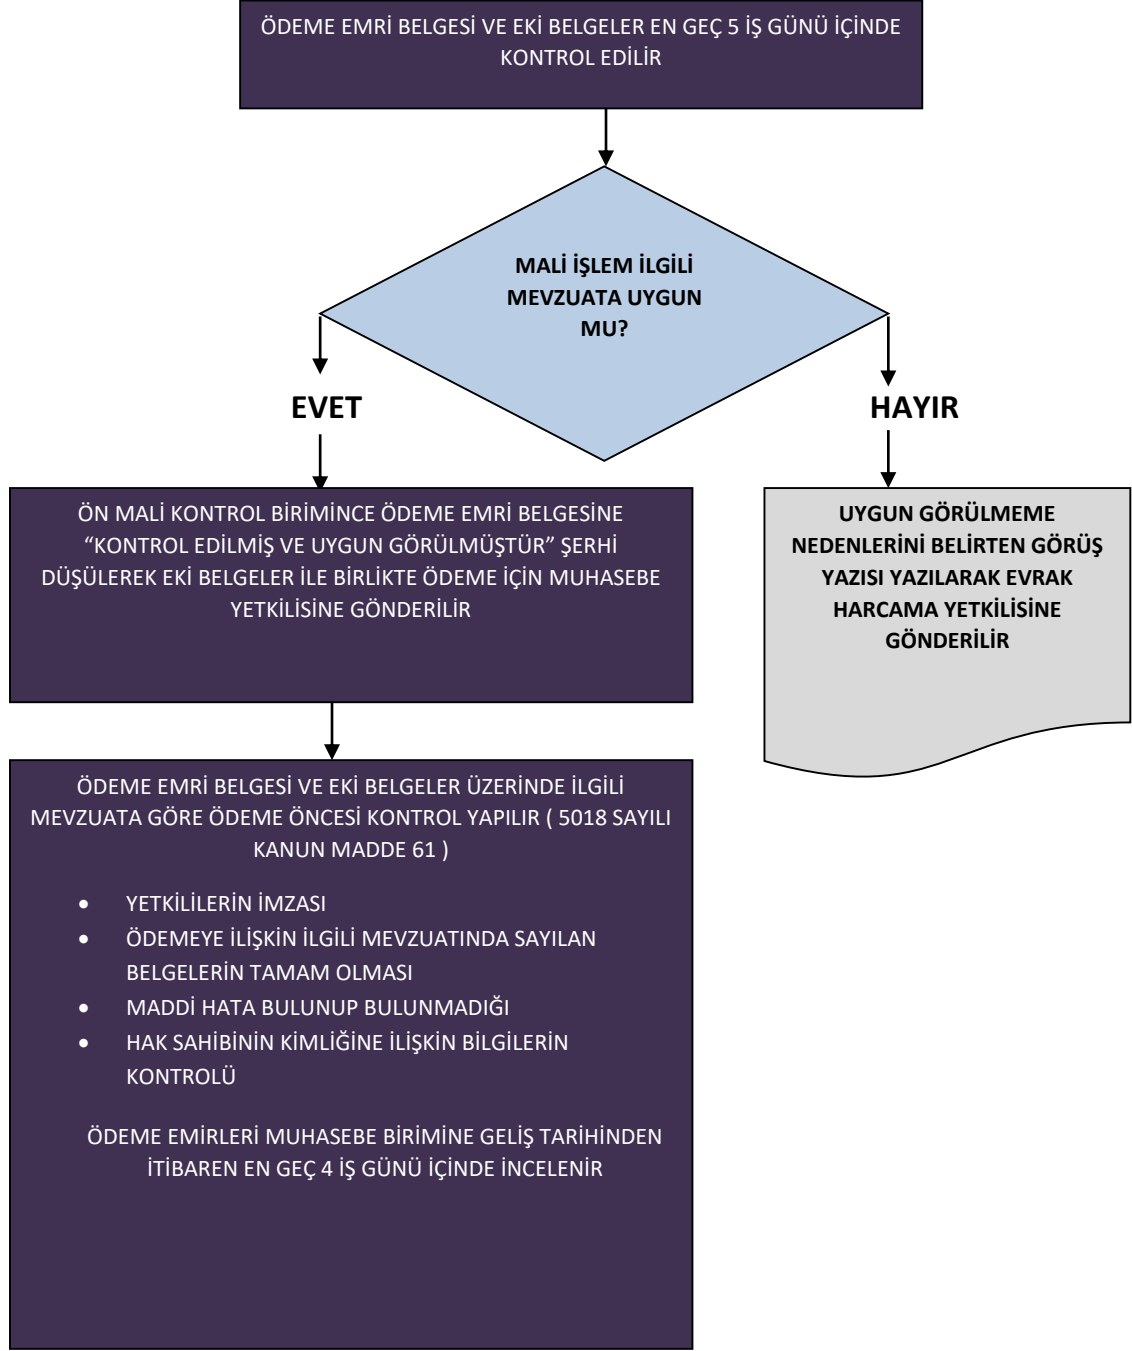 ÖDEME EMRİ BELGESİ VE EKİ BELGELER EN GEÇ 5 İŞ GÜNÜ İÇİNDE
KONTROL EDİLİR
MALİ İŞLEM İLGİLİ
MEVZUATA UYGUN
MU?
EVET
HAYIR
ÖN MALİ KONTROL BİRİMİNCE ÖDEME EMRİ BELGESİNE
“KONTROL EDİLMİŞ VE UYGUN GÖRÜLMÜŞTÜR” ŞERHİ
DÜŞÜLEREK EKİ BELGELER İLE BİRLİKTE ÖDEME İÇİN MUHASEBE
YETKİLİSİNE GÖNDERİLİR
UYGUN GÖRÜLMEME
NEDENLERİNİ BELİRTEN GÖRÜŞ
YAZISI YAZILARAK EVRAK
HARCAMA YETKİLİSİNE
GÖNDERİLİR
ÖDEME EMRİ BELGESİ VE EKİ BELGELER ÜZERİNDE İLGİLİ
MEVZUATA GÖRE ÖDEME ÖNCESİ KONTROL YAPILIR ( 5018 SAYILI
KANUN MADDE 61 )
• YETKİLİLERİN İMZASI
• ÖDEMEYE İLİŞKİN İLGİLİ MEVZUATINDA SAYILAN
BELGELERİN TAMAM OLMASI
• MADDİ HATA BULUNUP BULUNMADIĞI
• HAK SAHİBİNİN KİMLİĞİNE İLİŞKİN BİLGİLERİN
KONTROLÜ
ÖDEME EMİRLERİ MUHASEBE BİRİMİNE GELİŞ TARİHİNDEN
İTİBAREN EN GEÇ 4 İŞ GÜNÜ İÇİNDE İNCELENİR